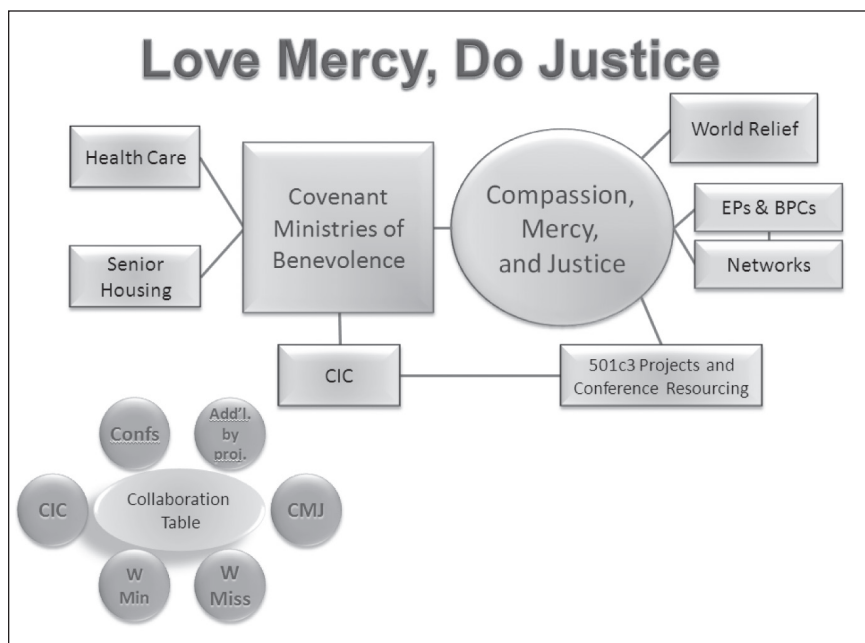 Love Mercy, Do Justice
Health Care
Senior
Housing
Covenant
Ministries of
Benevolence
Compassion,
Mercy,
and Justice
World Relief
EPs & BPCs
Networks
CIC
501c3 Projects and
Conference Resourcing
Confs
Add'l.
by
proj.
CIC
Collaboration
Table
CMJ
W
Min
W
Miss